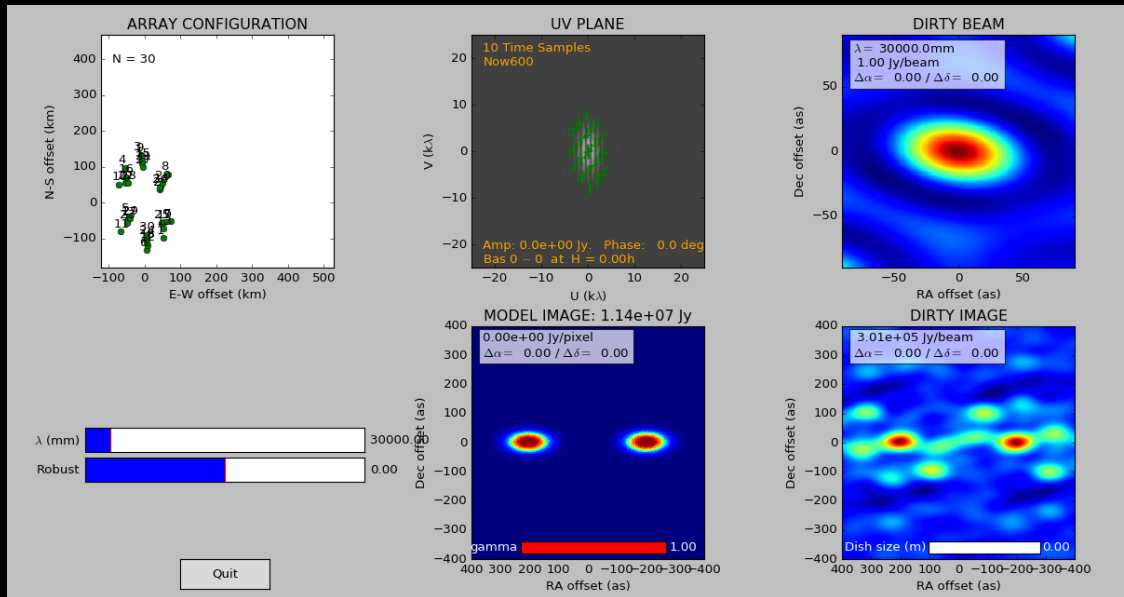 ARRAY CONFIGURATION
N = 30
N-S offset (km)
400
300
200
100
0
−100
−100 0 100 200 300 400 500
E-W offset (km)
UV PLANE
10 Time Samples
Now600
V (kλ)
20
10
0
−10
−20
Amp: 0.0e+00 Jy. Phase: 0.0 deg
Bas 0 − 0 at H = 0.00h
−20 −10 0 10 20
U (kλ)
DIRTY BEAM
λ = 30000.0mm
1.00 Jy/beam
Δα = 0.00 / Δδ = 0.00
Dec offset (as)
50
0
−50
−50 0 50
RA offset (as)
λ (mm) 30000.00
Robust 0.00
Quit
MODEL IMAGE: 1.14e+07 Jy
0.00e+00 Jy/pixel
Δα = 0.00 / Δδ = 0.00
Dec offset (as)
400
300
200
100
0
−100
−200
−300
−400
gamma 1.00
400 300 200 100 0 −100−200−300−400
RA offset (as)
DIRTY IMAGE
3.01e+05 Jy/beam
Δα = 0.00 / Δδ = 0.00
Dec offset (as)
400
300
200
100
0
−100
−200
−300
−400
Dish size (m) 0.00
400 300 200 100 0 −100−200−300−400
RA offset (as)